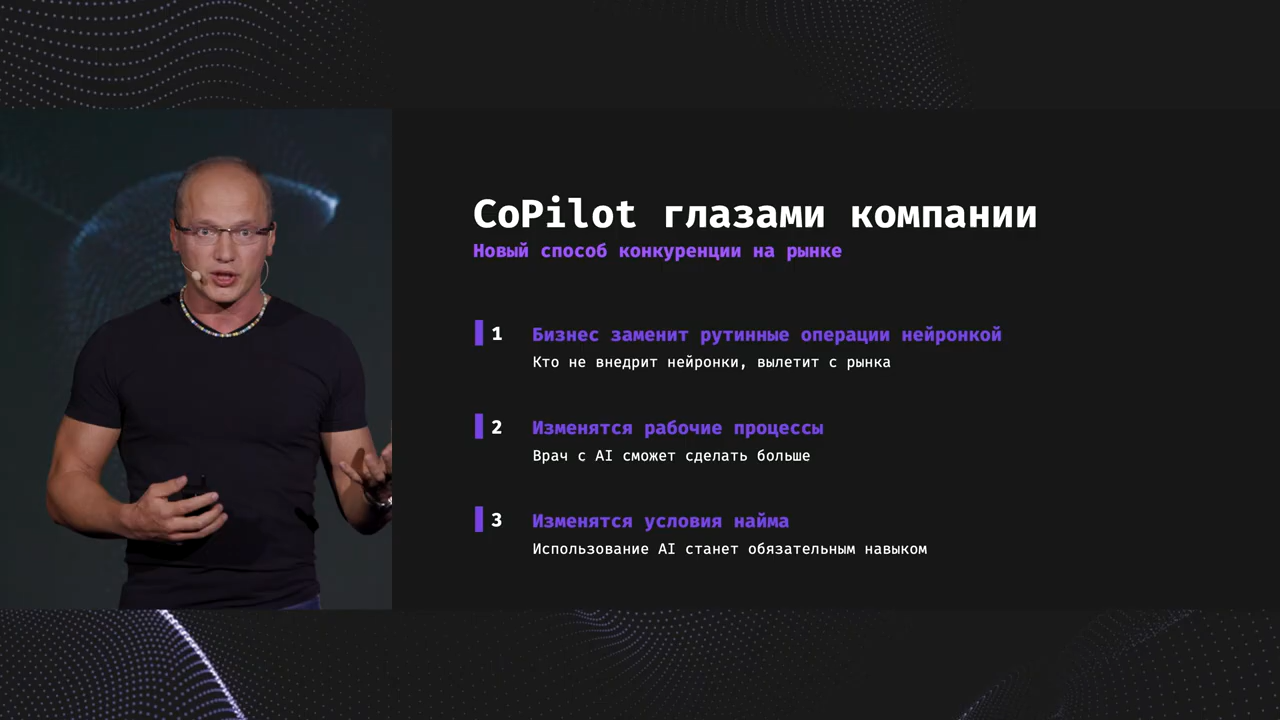 CoPilot глазами компании
Новый способ конкуренции на рынке
1 Бизнес заменит рутинные операции нейронкой
Кто не внедрит нейронки, вылетит с рынка
2 Изменятся рабочие процессы
Врач с AI сможет сделать больше
3 Изменятся условия найма
Использование AI станет обязательным навыком